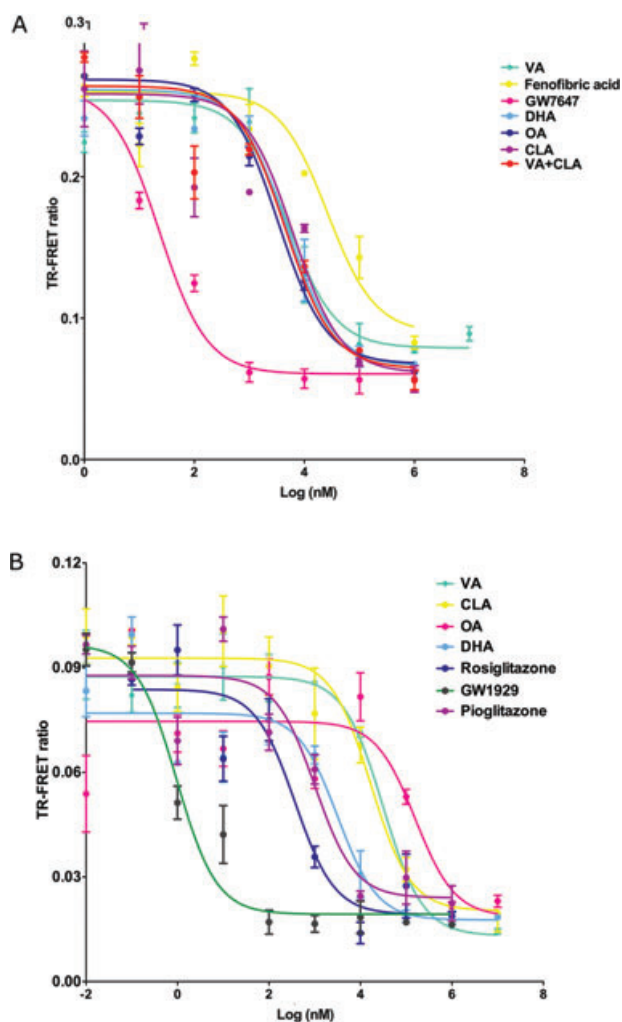 A
0.3
0.2
0.1
0.0
TR-FRET ratio
0
2
4
6
8
Log (nM)
VA
Fenofibric acid
GW7647
DHA
OA
CLA
VA+CLA
B
0.12
0.09
0.06
0.03
0.00
TR-FRET ratio
-2
0
2
4
6
8
Log (nM)
VA
CLA
OA
DHA
Rosiglitazone
GW1929
Pioglitazone